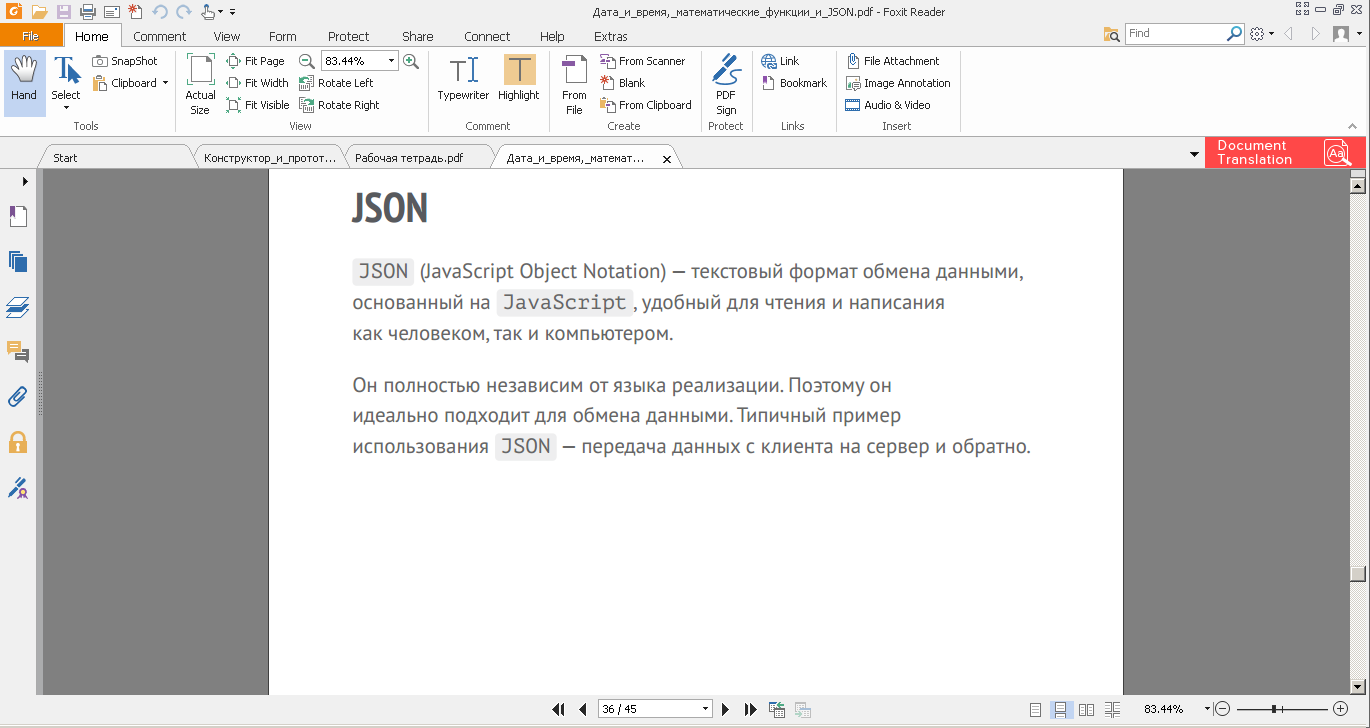 Дата_и_время,_математические_функции_и_JSON.pdf - Foxit Reader
File Home Comment View Form Protect Share Connect Help Extras Find
Hand
Select
SnapShot
Clipboard
Tools
Actual Size
Fit Page
Fit Width
Fit Visible
83.44%
Rotate Left
Rotate Right
View
Typewriter
Highlight
Comment
From File
From Scanner
Blank
From Clipboard
Create
PDF Sign
Protect
Link
Bookmark
Links
File Attachment
Image Annotation
Audio & Video
Insert
Start
Конструктор_и_протот...
Рабочая тетрадь.pdf
Дата_и_время,_математ...
Document
Translation
Aa
JSON
JSON (JavaScript Object Notation) — текстовый формат обмена данными,
основанный на JavaScript, удобный для чтения и написания
как человеком, так и компьютером.
Он полностью независим от языка реализации. Поэтому он
идеально подходит для обмена данными. Типичный пример
использования JSON — передача данных с клиента на сервер и обратно.
36 / 45
83.44%